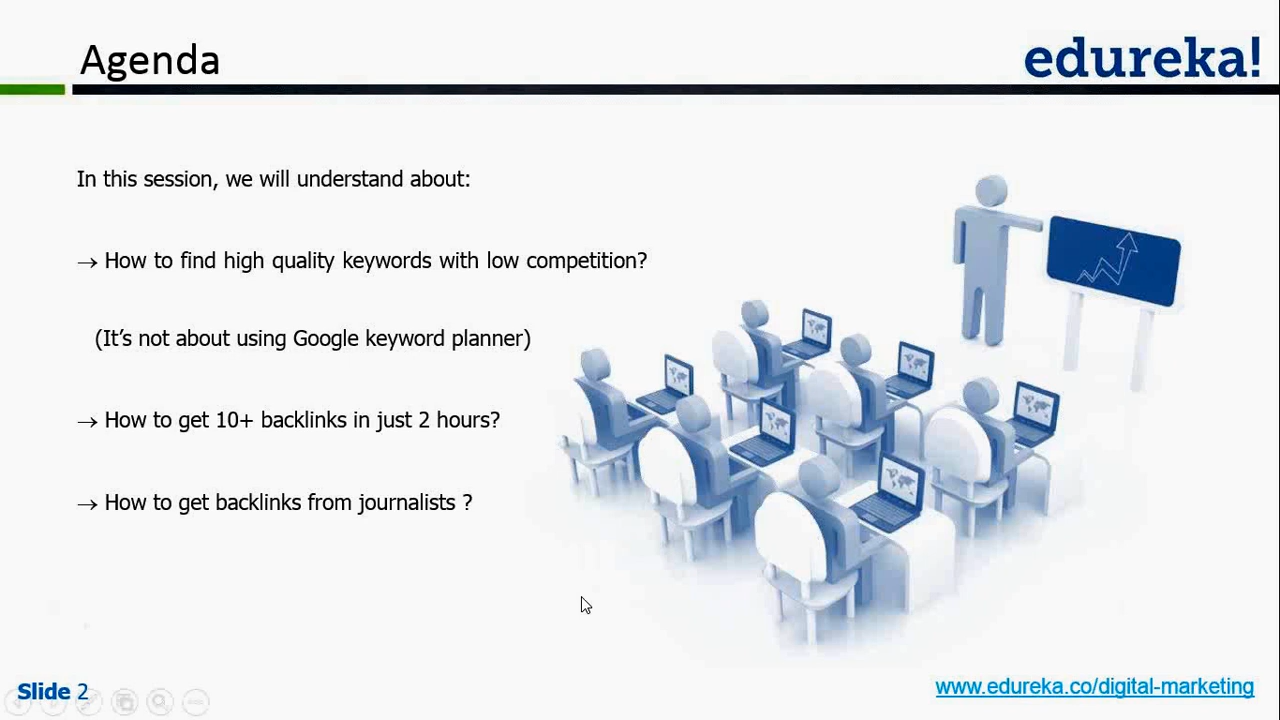 Agenda
edureka!
In this session, we will understand about:
→ How to find high quality keywords with low competition?
(It's not about using Google keyword planner)
→ How to get 10+ backlinks in just 2 hours?
→ How to get backlinks from journalists ?
Slide 2
www.edureka.co/digital-marketing